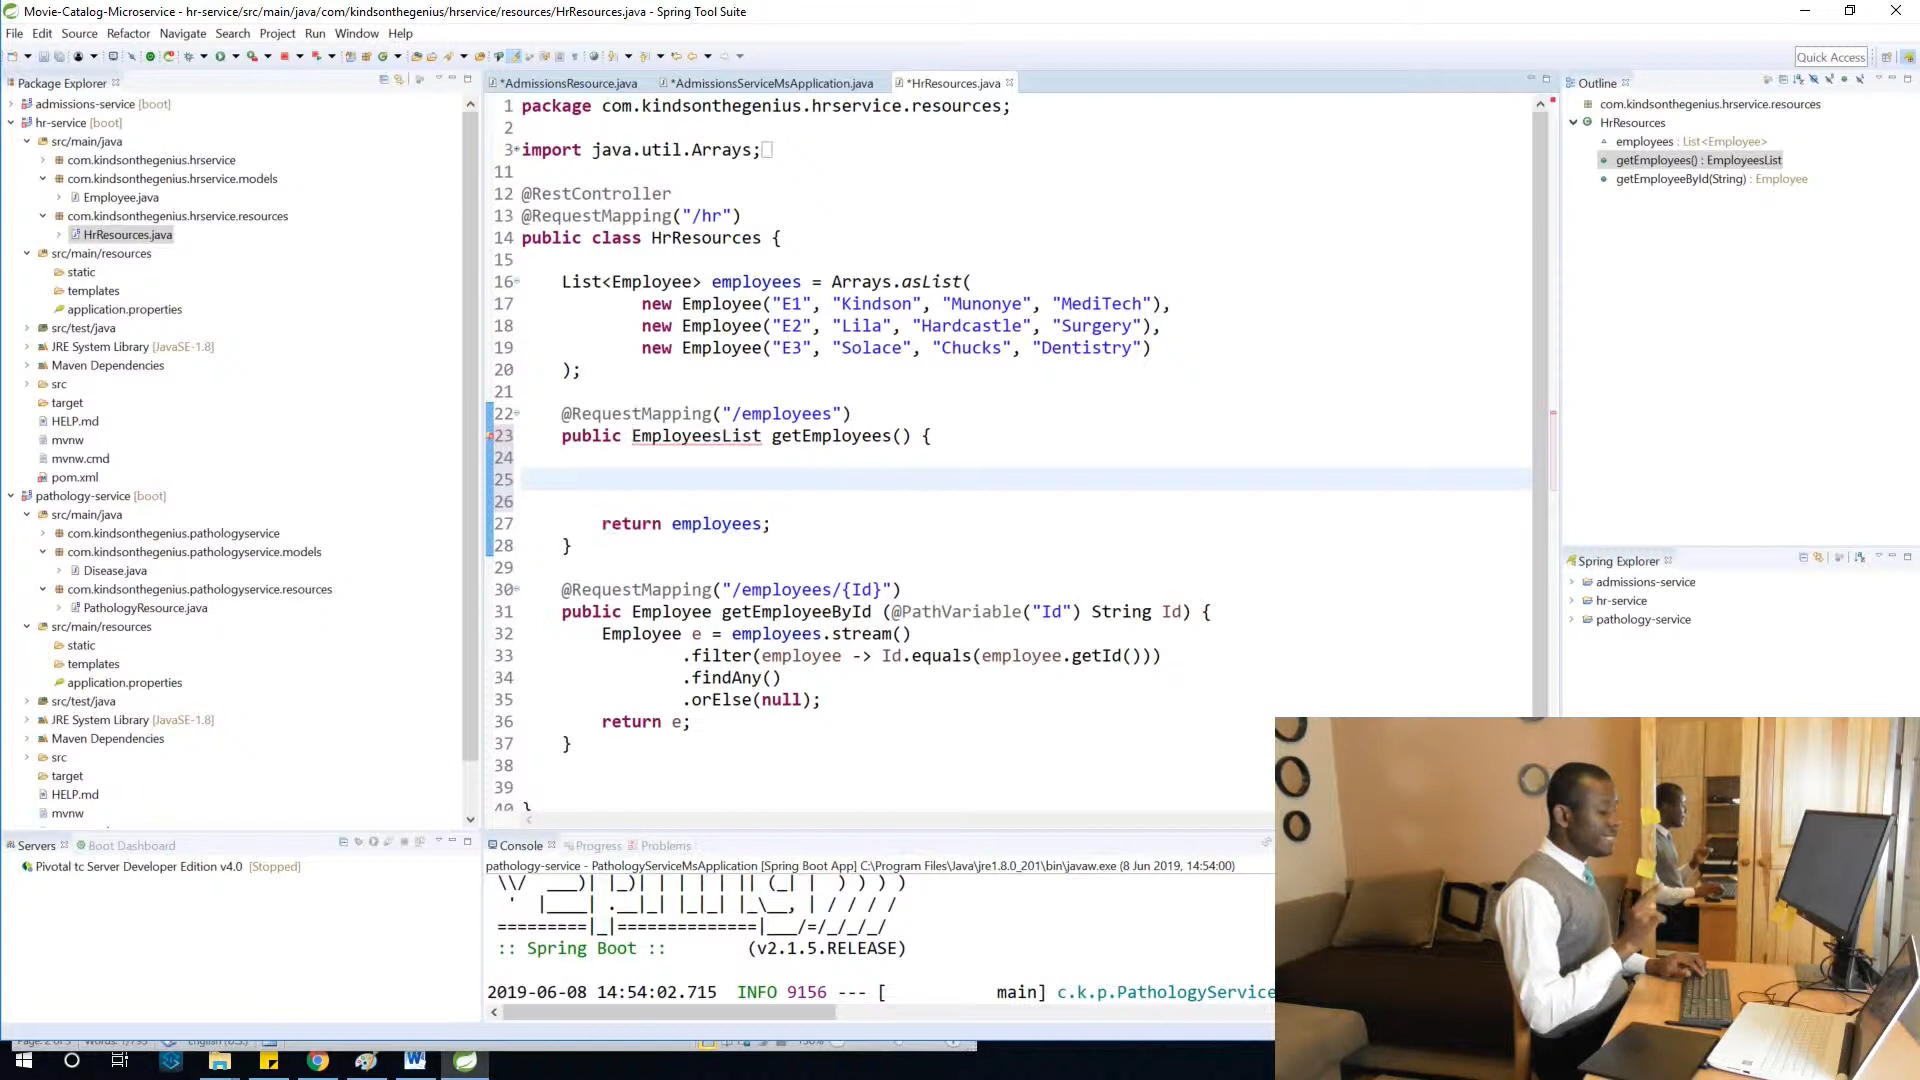 Movie-Catalog-Microservice - hr-service/src/main/java/com/kindsonthegenius/hrservice/resources/HrResources.java - Spring Tool Suite
File Edit Source Refactor Navigate Search Project Run Window Help
Quick Access
Package Explorer
admissions-service [boot]
hr-service [boot]
src/main/java
com.kindsonthegenius.hrservice
com.kindsonthegenius.hrservice.models
Employee.java
com.kindsonthegenius.hrservice.resources
HrResources.java
src/main/resources
static
templates
application.properties
src/test/java
JRE System Library [JavaSE-1.8]
Maven Dependencies
src
target
HELP.md
mvnw
mvnw.cmd
pom.xml
pathology-service [boot]
src/main/java
com.kindsonthegenius.pathologyservice
com.kindsonthegenius.pathologyservice.models
Disease.java
com.kindsonthegenius.pathologyservice.resources
PathologyResource.java
src/main/resources
static
templates
application.properties
src/test/java
JRE System Library [JavaSE-1.8]
Maven Dependencies
src
target
HELP.md
mvnw
*AdmissionsResource.java *AdmissionsServiceMsApplication.java *HrResources.java
1 package com.kindsonthegenius.hrservice.resources;
2
3 import java.util.Arrays;
11
12 @RestController
13 @RequestMapping("/hr")
14 public class HrResources {
15
16 List<Employee> employees = Arrays.asList(
17 new Employee("E1", "Kindson", "Munonye", "MediTech"),
18 new Employee("E2", "Lila", "Hardcastle", "Surgery"),
19 new Employee("E3", "Solace", "Chucks", "Dentistry")
20 );
21
22 @RequestMapping("/employees")
23 public EmployeesList getEmployees() {
24
25
26
27 return employees;
28 }
29
30 @RequestMapping("/employees/{Id}")
31 public Employee getEmployeeById (@PathVariable("Id") String Id) {
32 Employee e = employees.stream()
33 .filter(employee -> Id.equals(employee.getId()))
34 .findAny()
35 .orElse(null);
36 return e;
37 }
38
39
40 }
Outline
com.kindsonthegenius.hrservice.resources
HrResources
employees : List<Employee>
getEmployees() : EmployeesList
getEmployeeById(String) : Employee
Spring Explorer
admissions-service
hr-service
pathology-service
Servers Boot Dashboard
Pivotal tc Server Developer Edition v4.0 [Stopped]
Console Progress Problems
pathology-service - PathologyServiceMsApplication [Spring Boot App] C:\Program Files\Java\jre1.8.0_201\bin\javaw.exe (8 Jun 2019, 14:54:00)
\\/ ___)| |_)| | | | | || (_| | ) ) ) )
' |____| .__|_| |_|_| |_\__, | / / / /
=========|_|==============|___/=/_/_/_/
:: Spring Boot :: (v2.1.5.RELEASE)
2019-06-08 14:54:02.715 INFO 9156 --- [ main] c.k.p.PathologyService